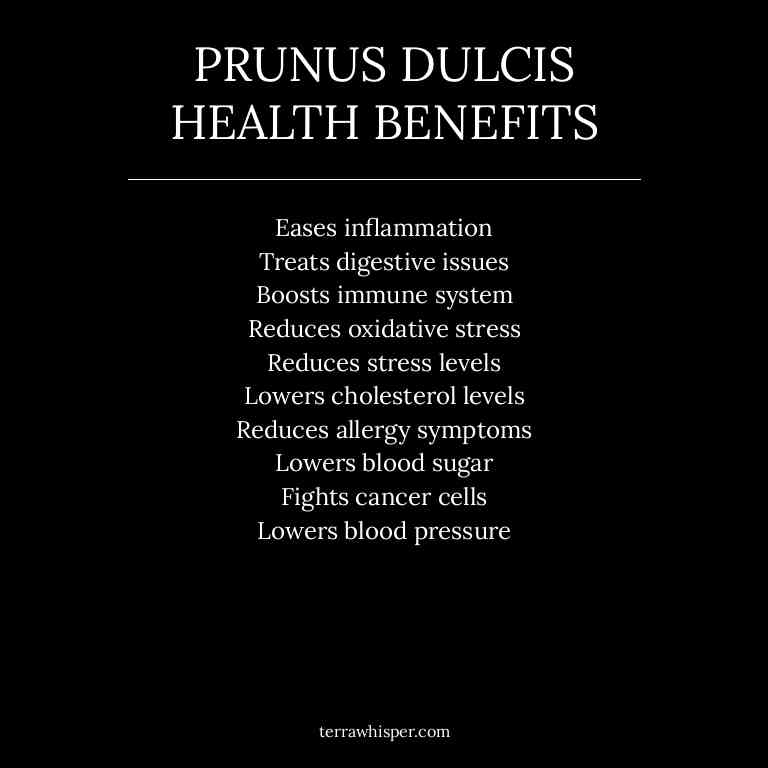 PRUNUS DULCIS
HEALTH BENEFITS
Eases inflammation
Treats digestive issues
Boosts immune system
Reduces oxidative stress
Reduces stress levels
Lowers cholesterol levels
Reduces allergy symptoms
Lowers blood sugar
Fights cancer cells
Lowers blood pressure
terrawhisper.com